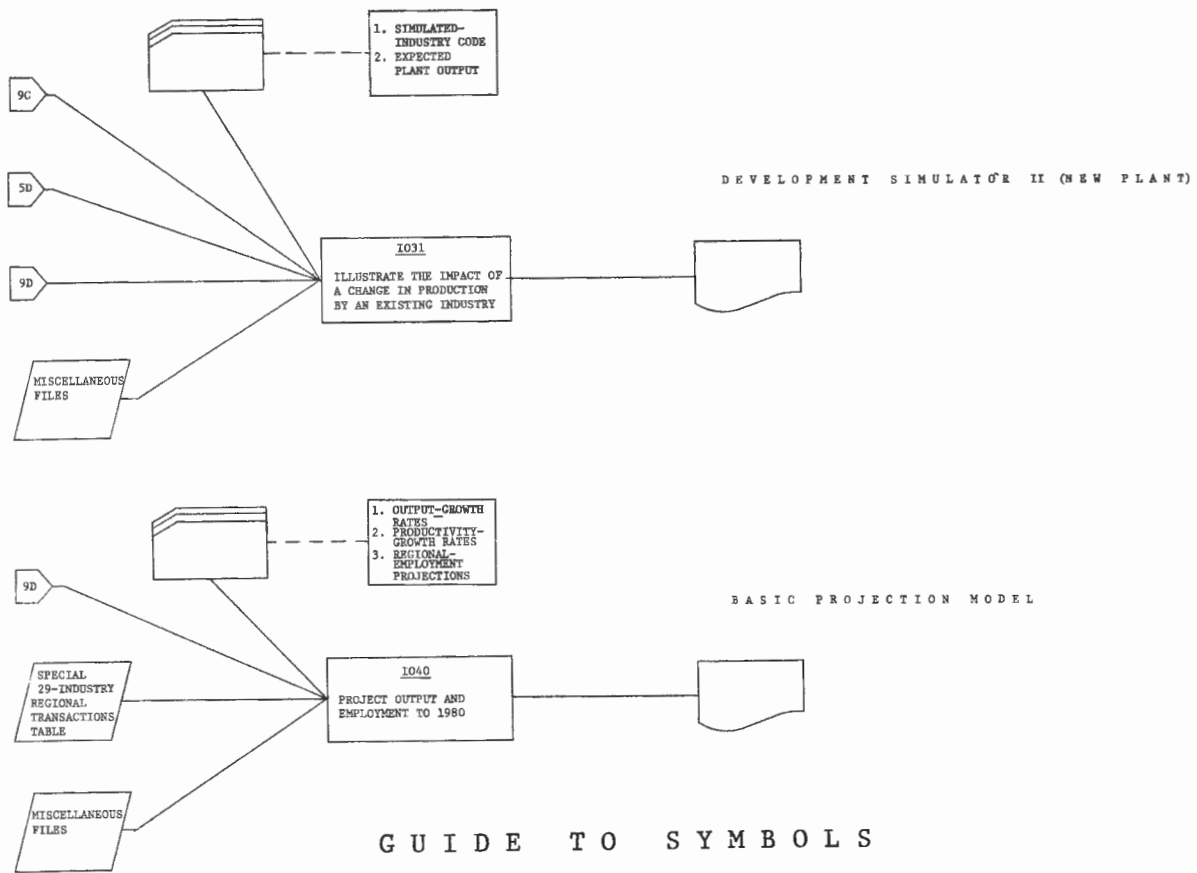 1. SIMULATED-
INDUSTRY CODE
2. EXPECTED
PLANT OUTPUT
9C
5D
DEVELOPMENT SIMULATOR II (NEW PLANT)
9D
IO31
ILLUSTRATE THE IMPACT OF
A CHANGE IN PRODUCTION
BY AN EXISTING INDUSTRY
MISCELLANEOUS
FILES
1. OUTPUT-GROWTH
RATES
2. PRODUCTIVITY-
GROWTH RATES
3. REGIONAL-
EMPLOYMENT
PROJECTIONS
9D
BASIC PROJECTION MODEL
SPECIAL
29-INDUSTRY
REGIONAL
TRANSACTIONS
TABLE
IO40
PROJECT OUTPUT AND
EMPLOYMENT TO 1980
MISCELLANEOUS
FILES
GUIDE TO SYMBOLS